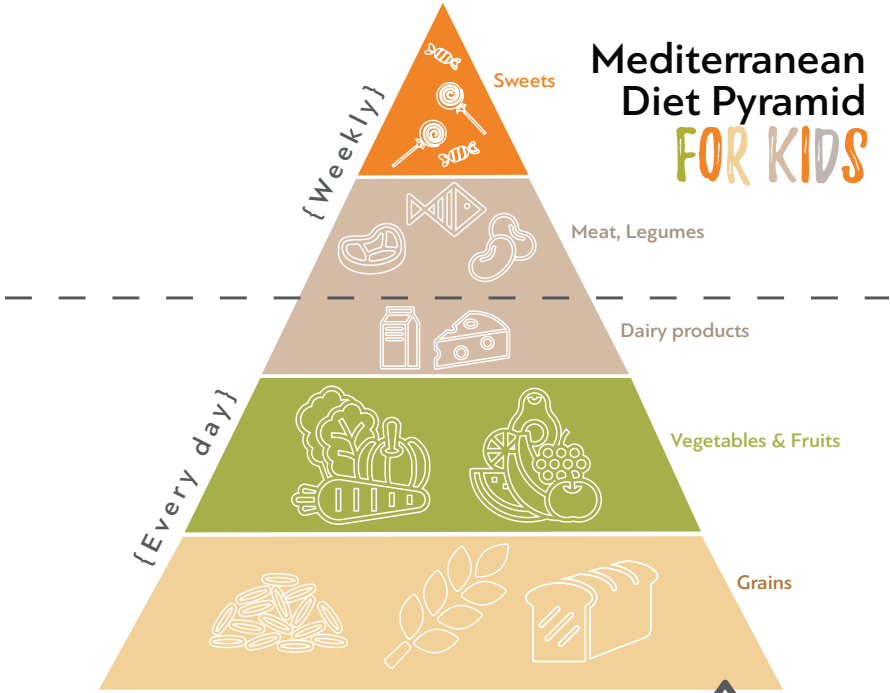 Mediterranean
Diet Pyramid
FOR KIDS
Sweets
{Weekly}
Meat, Legumes
Dairy products
{Every day}
Vegetables & Fruits
Grains